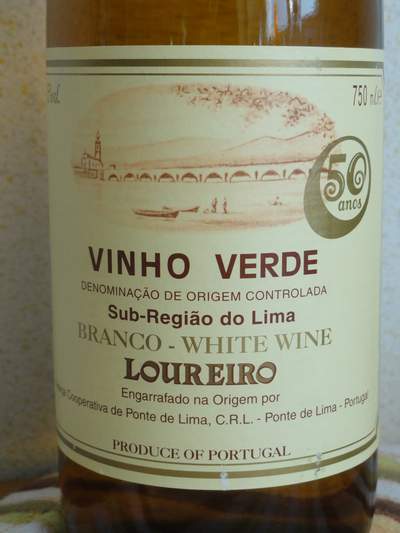 750 ml e
50
anos
VINHO VERDE
DENOMINAÇÃO DE ORIGEM CONTROLADA
Sub-Região do Lima
BRANCO - WHITE WINE
LOUREIRO
Engarrafado na Origem por
Cooperativa de Ponte de Lima, C.R.L. - Ponte de Lima - Portugal
PRODUCE OF PORTUGAL